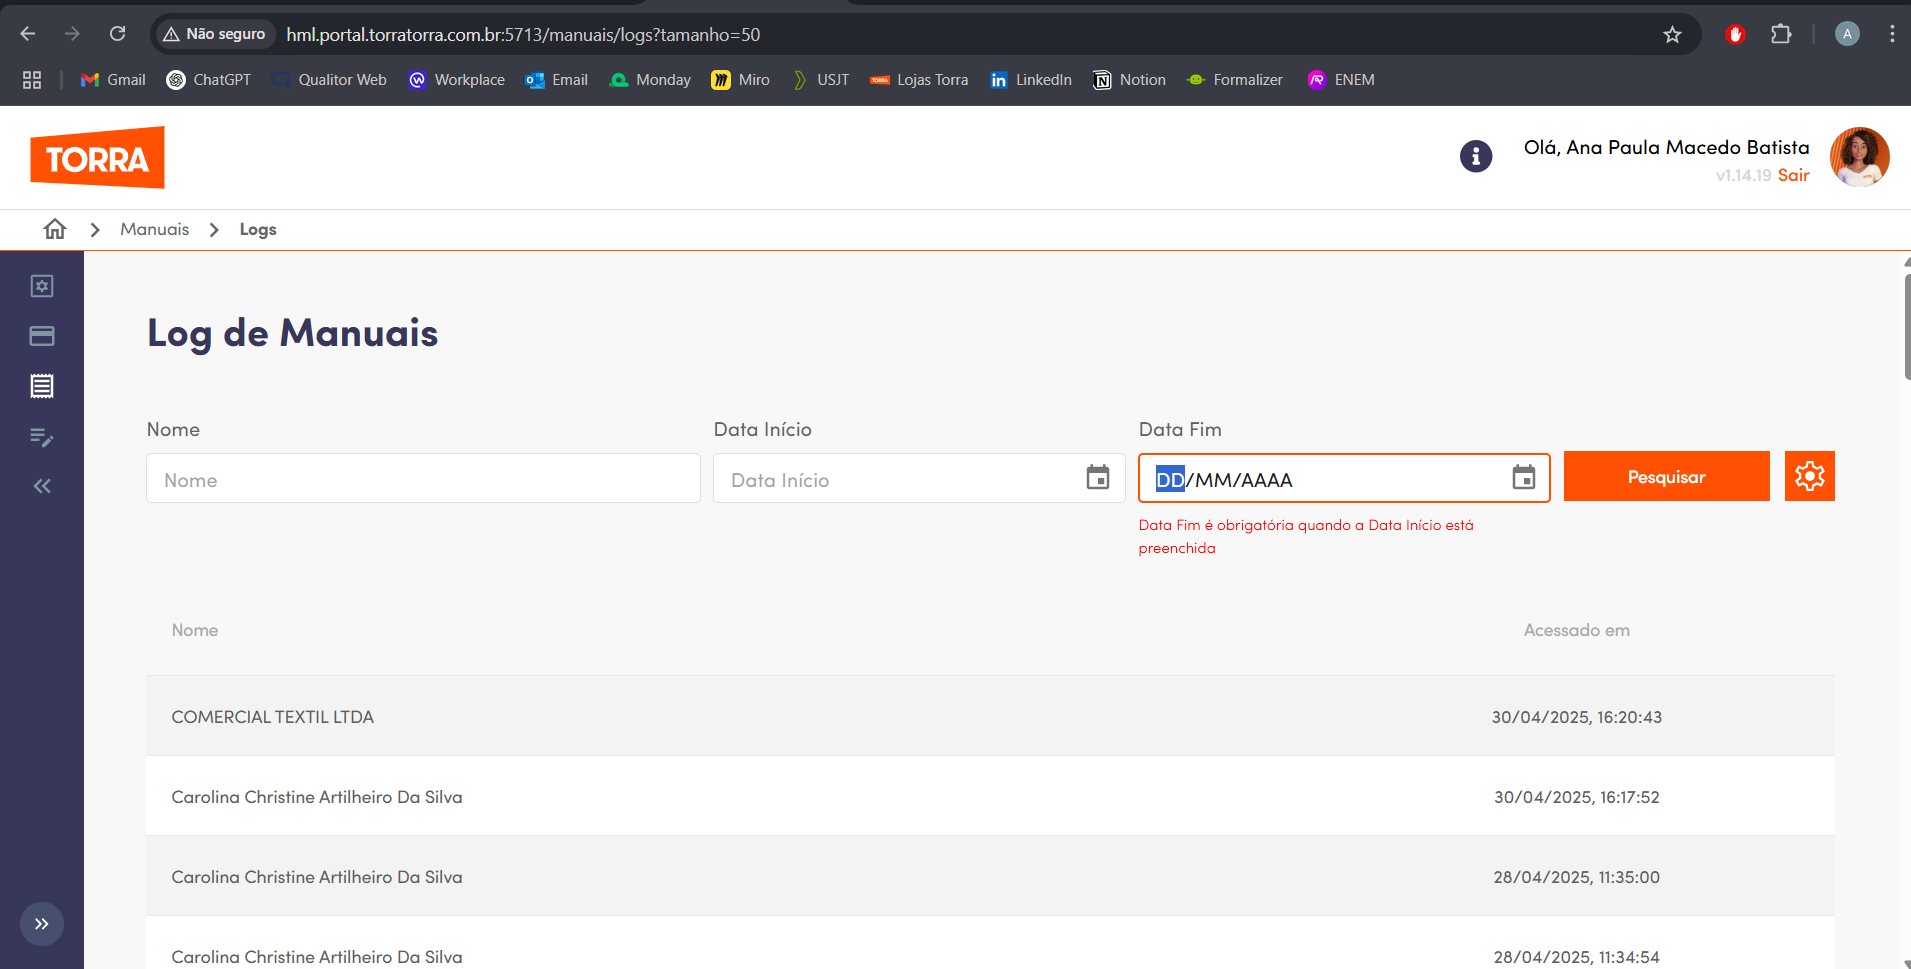 Não seguro
hml.portal.torratorra.com.br:5713/manuais/logs?tamanho=50
A
Gmail
ChatGPT
Qualitor Web
Workplace
Email
Monday
Miro
USJT
Lojas Torra
LinkedIn
Notion
Formalizer
ENEM
TORRA
Olá, Ana Paula Macedo Batista
v1.14.19 Sair
Manuais
Logs
Log de Manuais
Nome
Data Início
Data Fim
Nome
Data Início
DD/MM/AAAA
Pesquisar
Data Fim é obrigatória quando a Data Início está
preenchida
Nome
Acessado em
COMERCIAL TEXTIL LTDA
30/04/2025, 16:20:43
Carolina Christine Artilheiro Da Silva
30/04/2025, 16:17:52
Carolina Christine Artilheiro Da Silva
28/04/2025, 11:35:00
Carolina Christine Artilheiro Da Silva
28/04/2025, 11:34:54